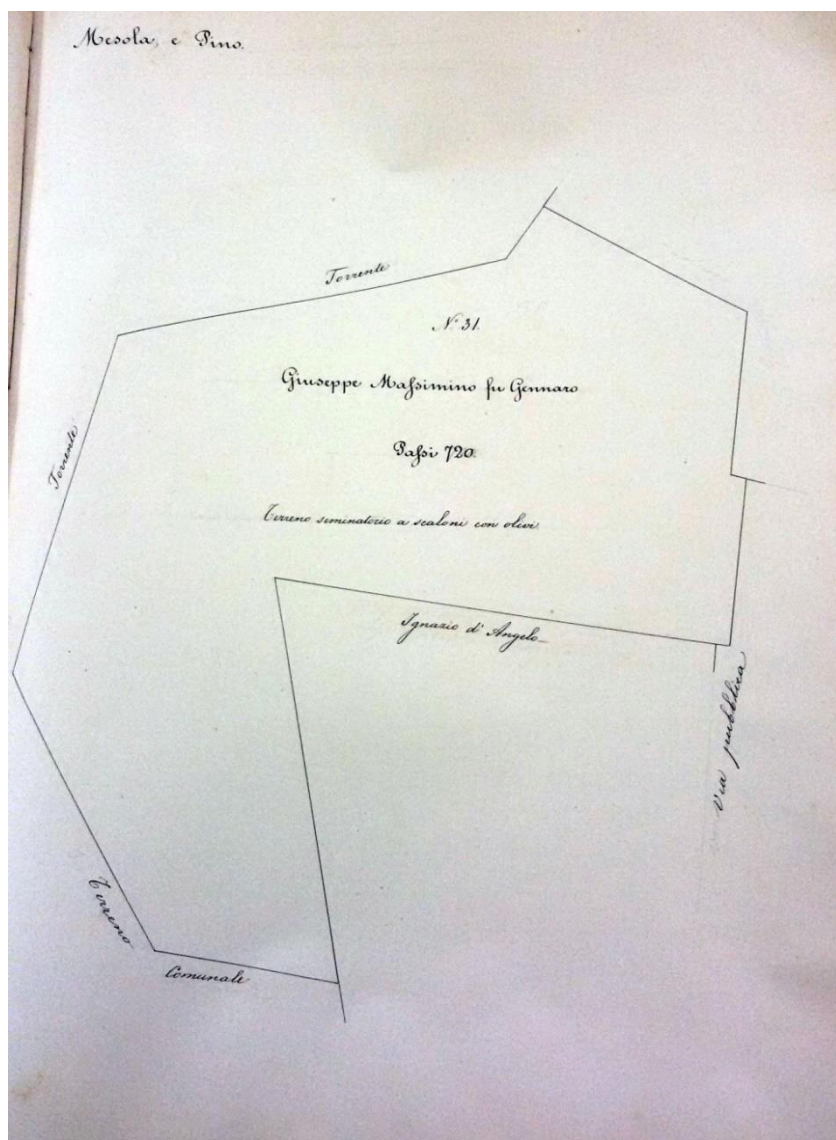 Mesola, e Pino.
Torrente
N.° 31.
Giuseppe Massimino fu Gennaro
Torrente
Passi 720.
Terreno seminatorio a scaloni con olivi.
Ignazio d'Angelo
Via pubblica
Terreno
Comunale